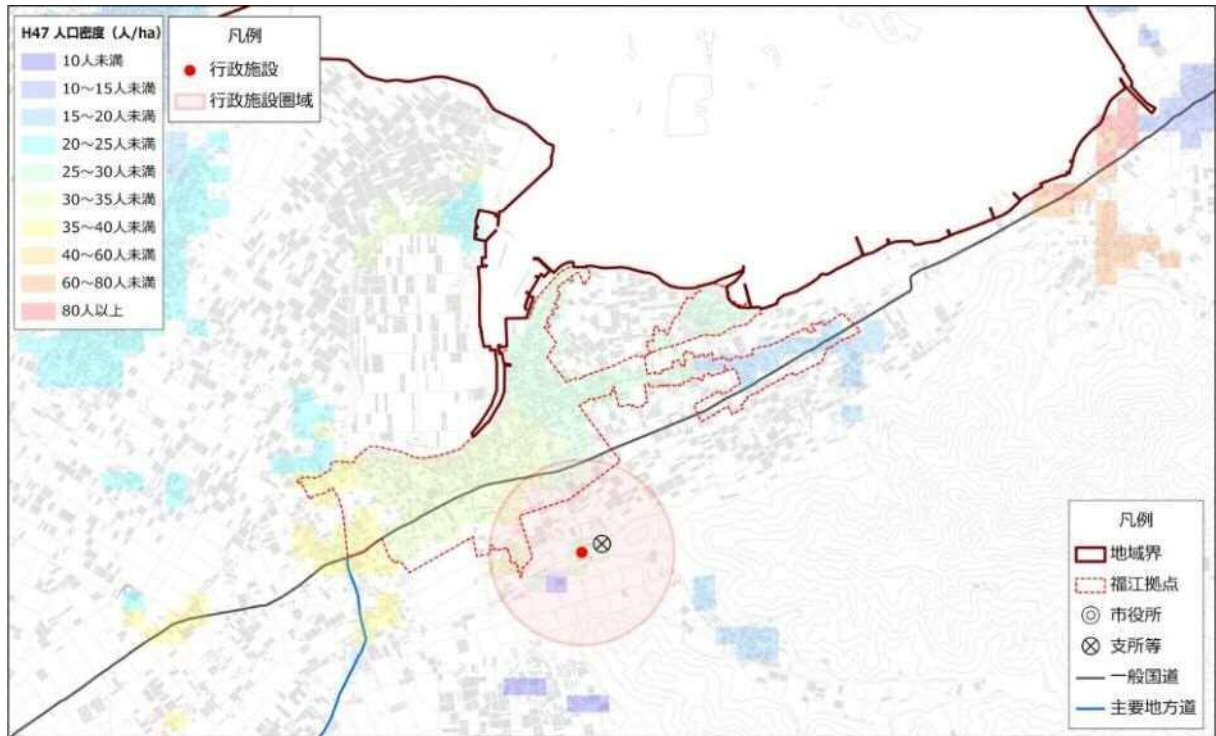 H47 人口密度（人/ha）
10人未満
10～15人未満
15～20人未満
20～25人未満
25～30人未満
30～35人未満
35～40人未満
40～60人未満
60～80人未満
80人以上
凡例
行政施設
行政施設圏域
凡例
地域界
福江拠点
市役所
支所等
一般国道
主要地方道